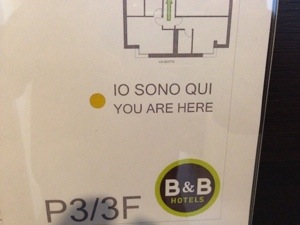 IO SONO QUI
YOU ARE HERE
B&B
HOTELS
P3/3F